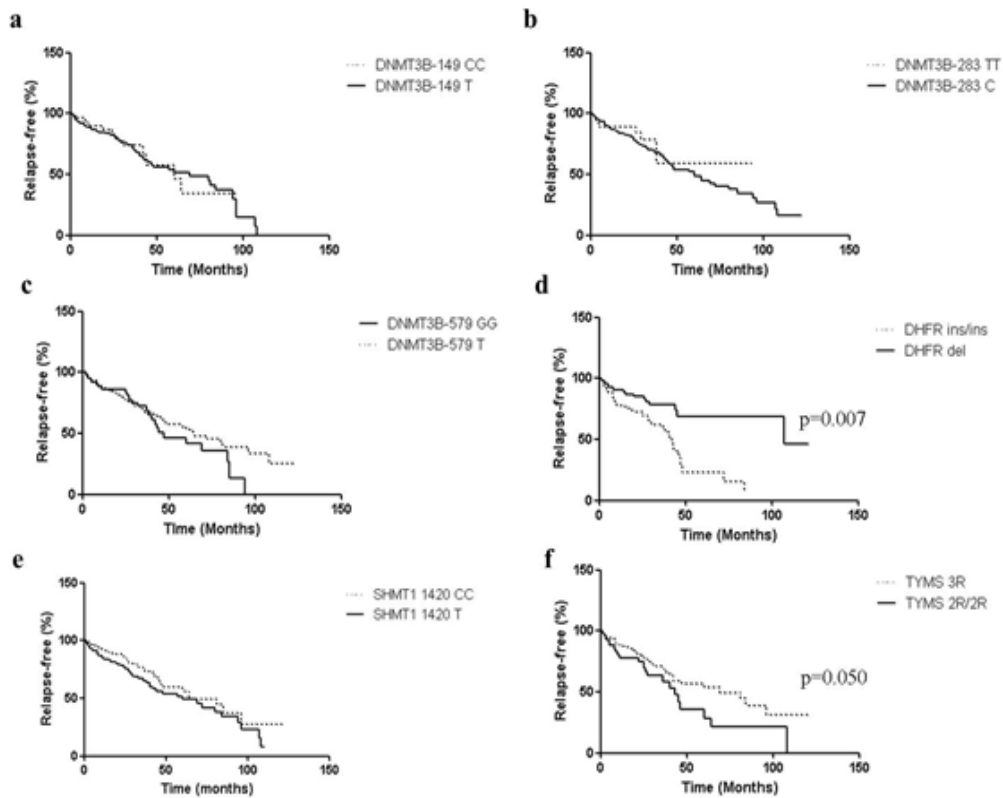 a
150
100
50
0
Relapse-free (%)
0 50 100 150
Time (Months)
DNMT3B-149 CC
DNMT3B-149 T
b
150
100
50
0
Relapse-free (%)
0 50 100 150
Time (Months)
DNMT3B-283 TT
DNMT3B-283 C
c
150
100
50
0
Relapse-free (%)
0 50 100 150
Time (Months)
DNMT3B-579 GG
DNMT3B-579 T
d
150
100
50
0
Relapse-free (%)
0 50 100 150
Time (Months)
DHFR ins/ins
DHFR del
p=0.007
e
150
100
50
0
Relapse-free (%)
0 50 100 150
Time (months)
SHMT1 1420 CC
SHMT1 1420 T
f
150
100
50
0
Relapse-free (%)
0 50 100 150
Time (Months)
TYMS 3R
TYMS 2R/2R
p=0.050